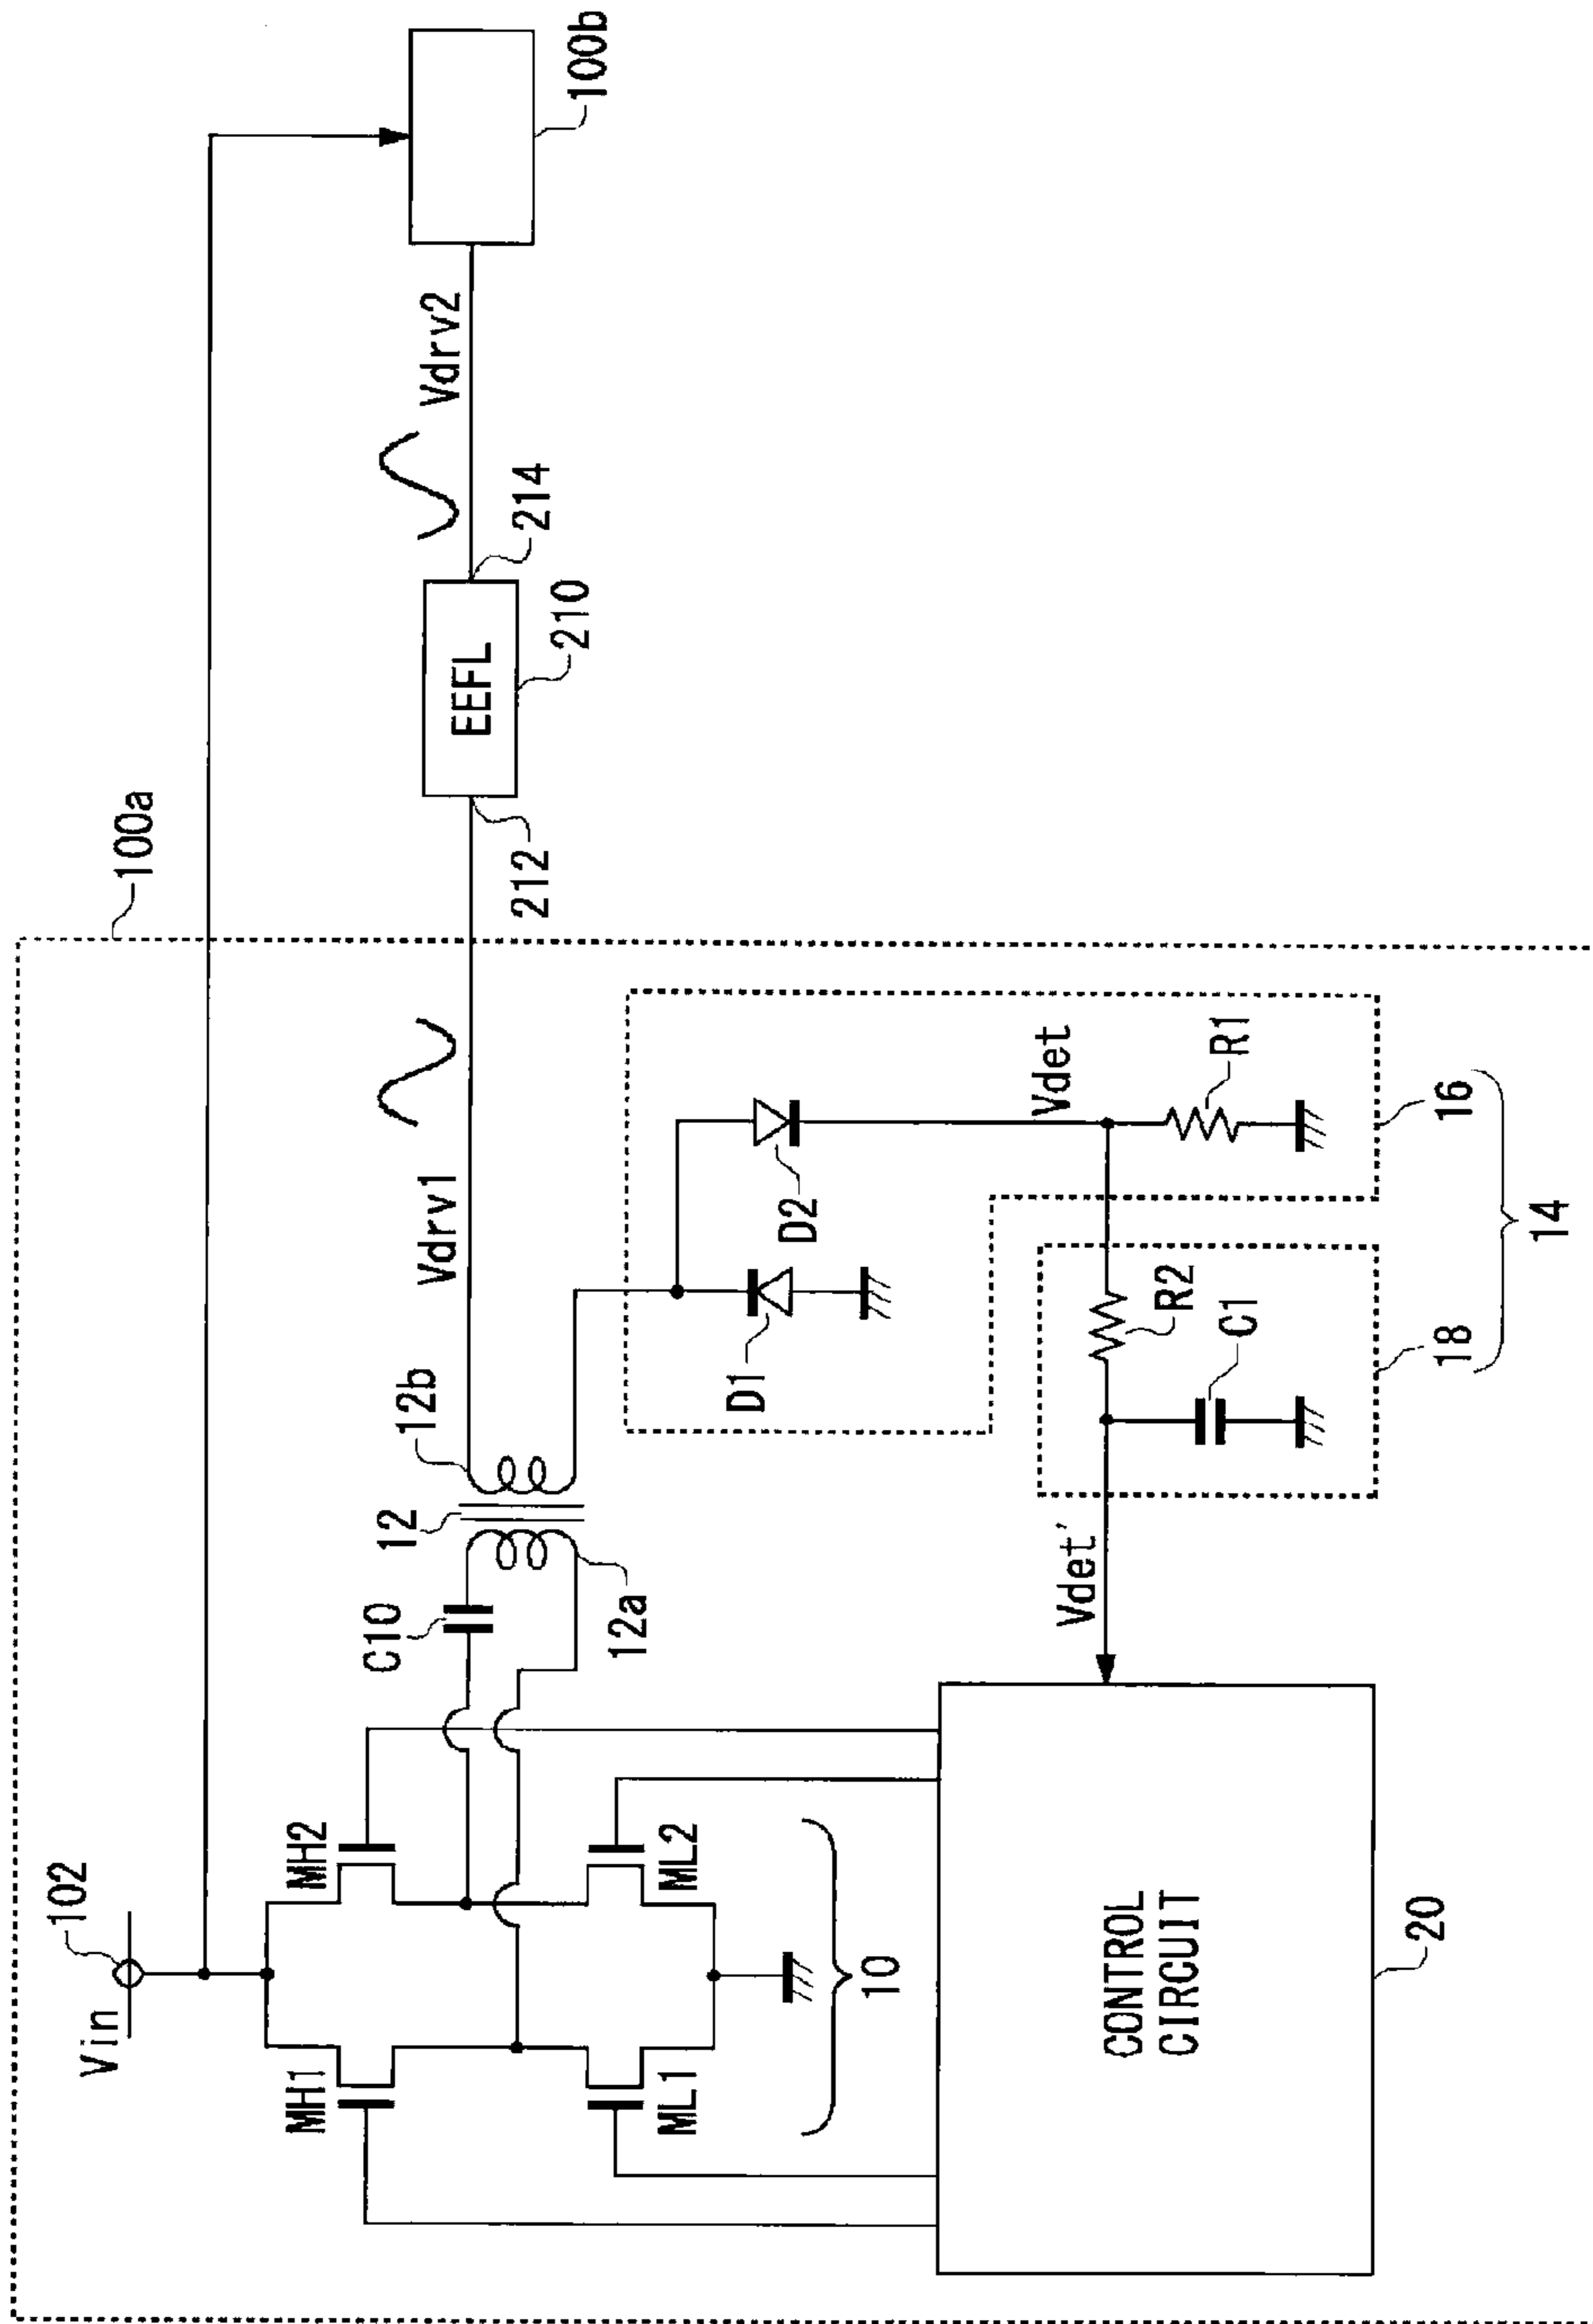 100a
102
Vin
MH1
MH2
C10
12
12b
Vdrv1
212
EEFL
214
210
Vdrv2
100b
12a
ML1
ML2
10
D1
D2
Vdet
R1
16
R2
C1
18
14
Vdet'
CONTROL
CIRCUIT
20